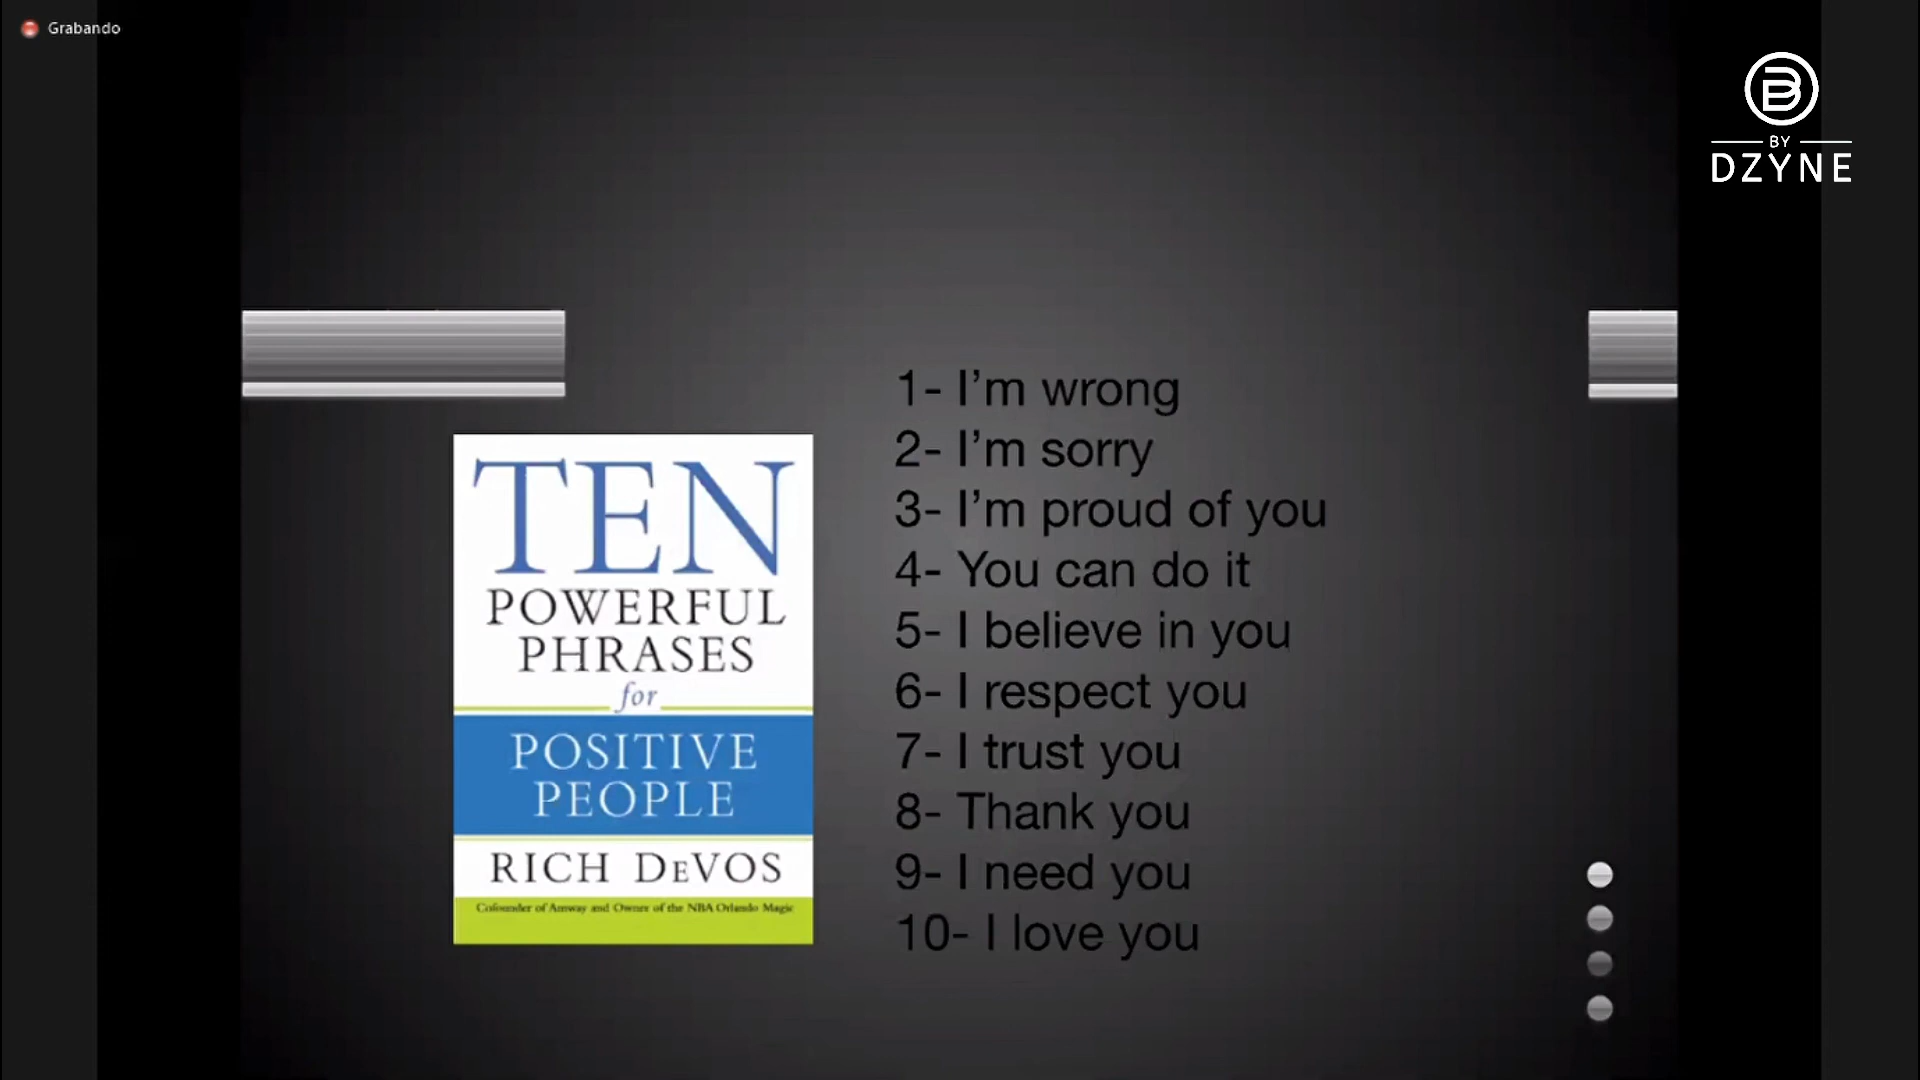 Grabando
B
BY
DZYNE
1- I’m wrong
2- I’m sorry
3- I’m proud of you
4- You can do it
5- I believe in you
6- I respect you
7- I trust you
8- Thank you
9- I need you
10- I love you
TEN
POWERFUL
PHRASES
for
POSITIVE
PEOPLE
RICH DEVOS
Cofounder of Amway and Owner of the NBA Orlando Magic